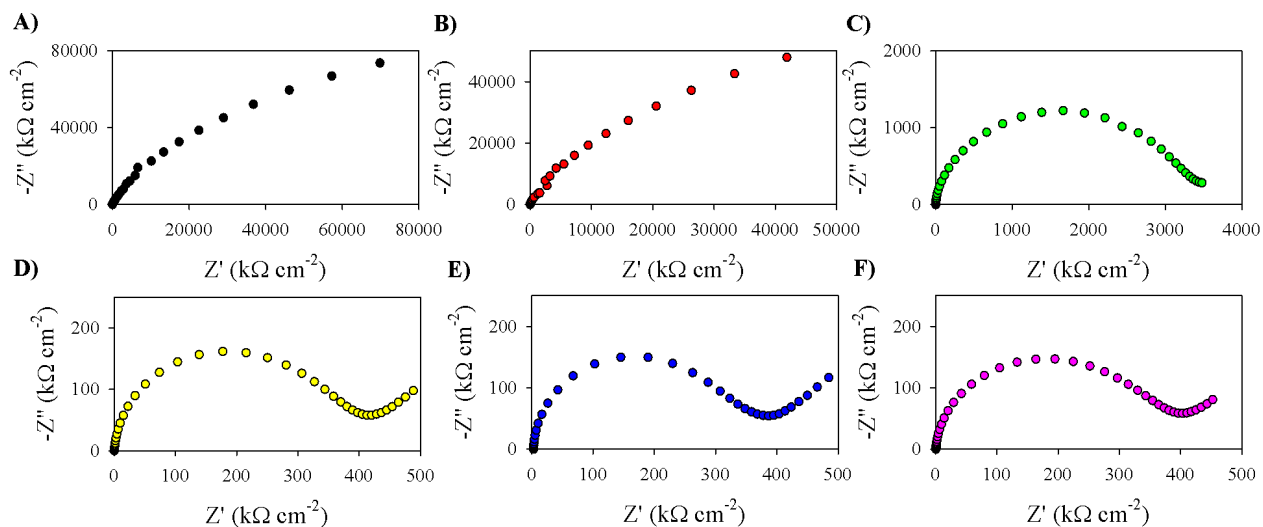 A)
-Z'' (kΩ cm-2)
80000
40000
0
0 20000 40000 60000 80000
Z' (kΩ cm-2)
B)
-Z'' (kΩ cm-2)
40000
20000
0
0 10000 20000 30000 40000 50000
Z' (kΩ cm-2)
C)
-Z'' (kΩ cm-2)
2000
1000
0
0 1000 2000 3000 4000
Z' (kΩ cm-2)
D)
-Z'' (kΩ cm-2)
200
100
0
0 100 200 300 400 500
Z' (kΩ cm-2)
E)
-Z'' (kΩ cm-2)
200
100
0
0 100 200 300 400 500
Z' (kΩ cm-2)
F)
-Z'' (kΩ cm-2)
200
100
0
0 100 200 300 400 500
Z' (kΩ cm-2)